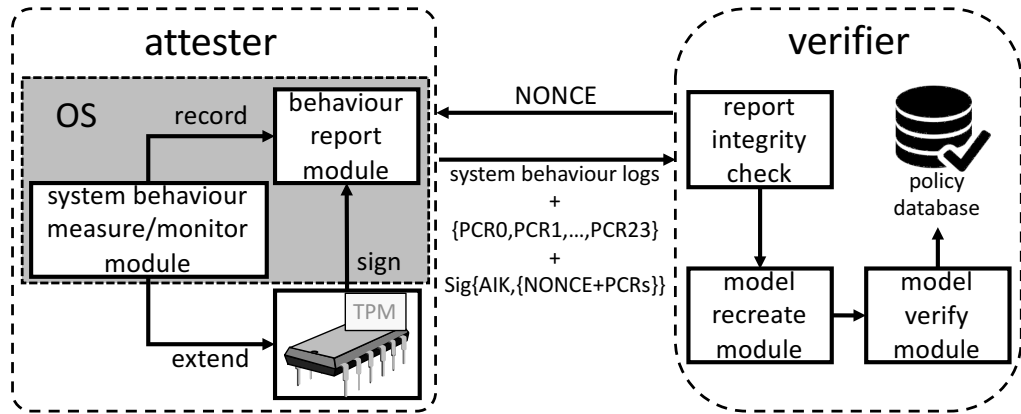 attester
OS
record
behaviour
report
module
system behaviour
measure/monitor
module
sign
TPM
extend
NONCE
system behaviour logs
+
{PCR0,PCR1,...,PCR23}
+
Sig{AIK,{NONCE+PCRs}}
verifier
report
integrity
check
policy
database
model
recreate
module
model
verify
module